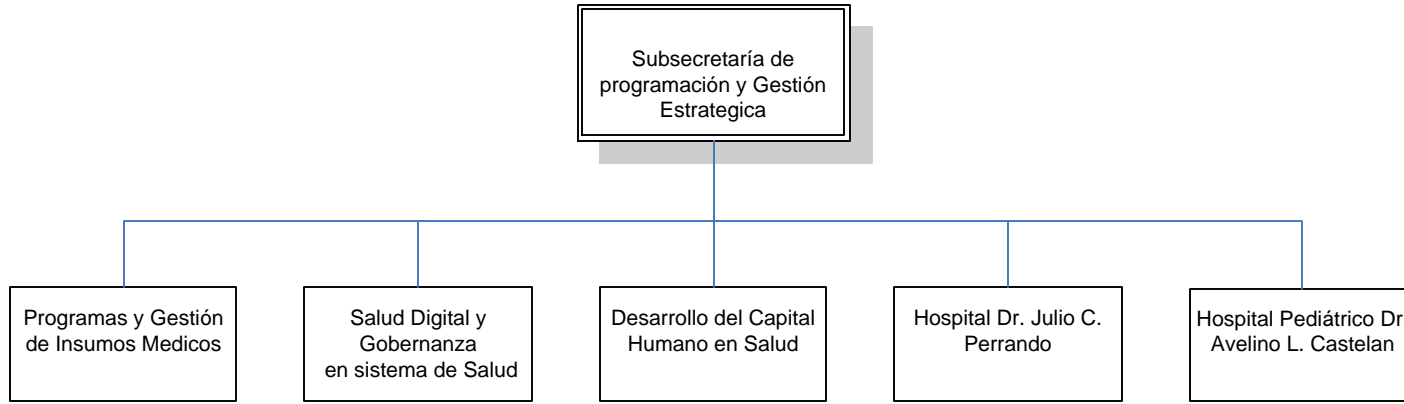 Subsecretaría de
programación y Gestión
Estrategica
Programas y Gestión
de Insumos Medicos
Salud Digital y
Gobernanza
en sistema de Salud
Desarrollo del Capital
Humano en Salud
Hospital Dr. Julio C.
Perrando
Hospital Pediátrico Dr
Avelino L. Castelan